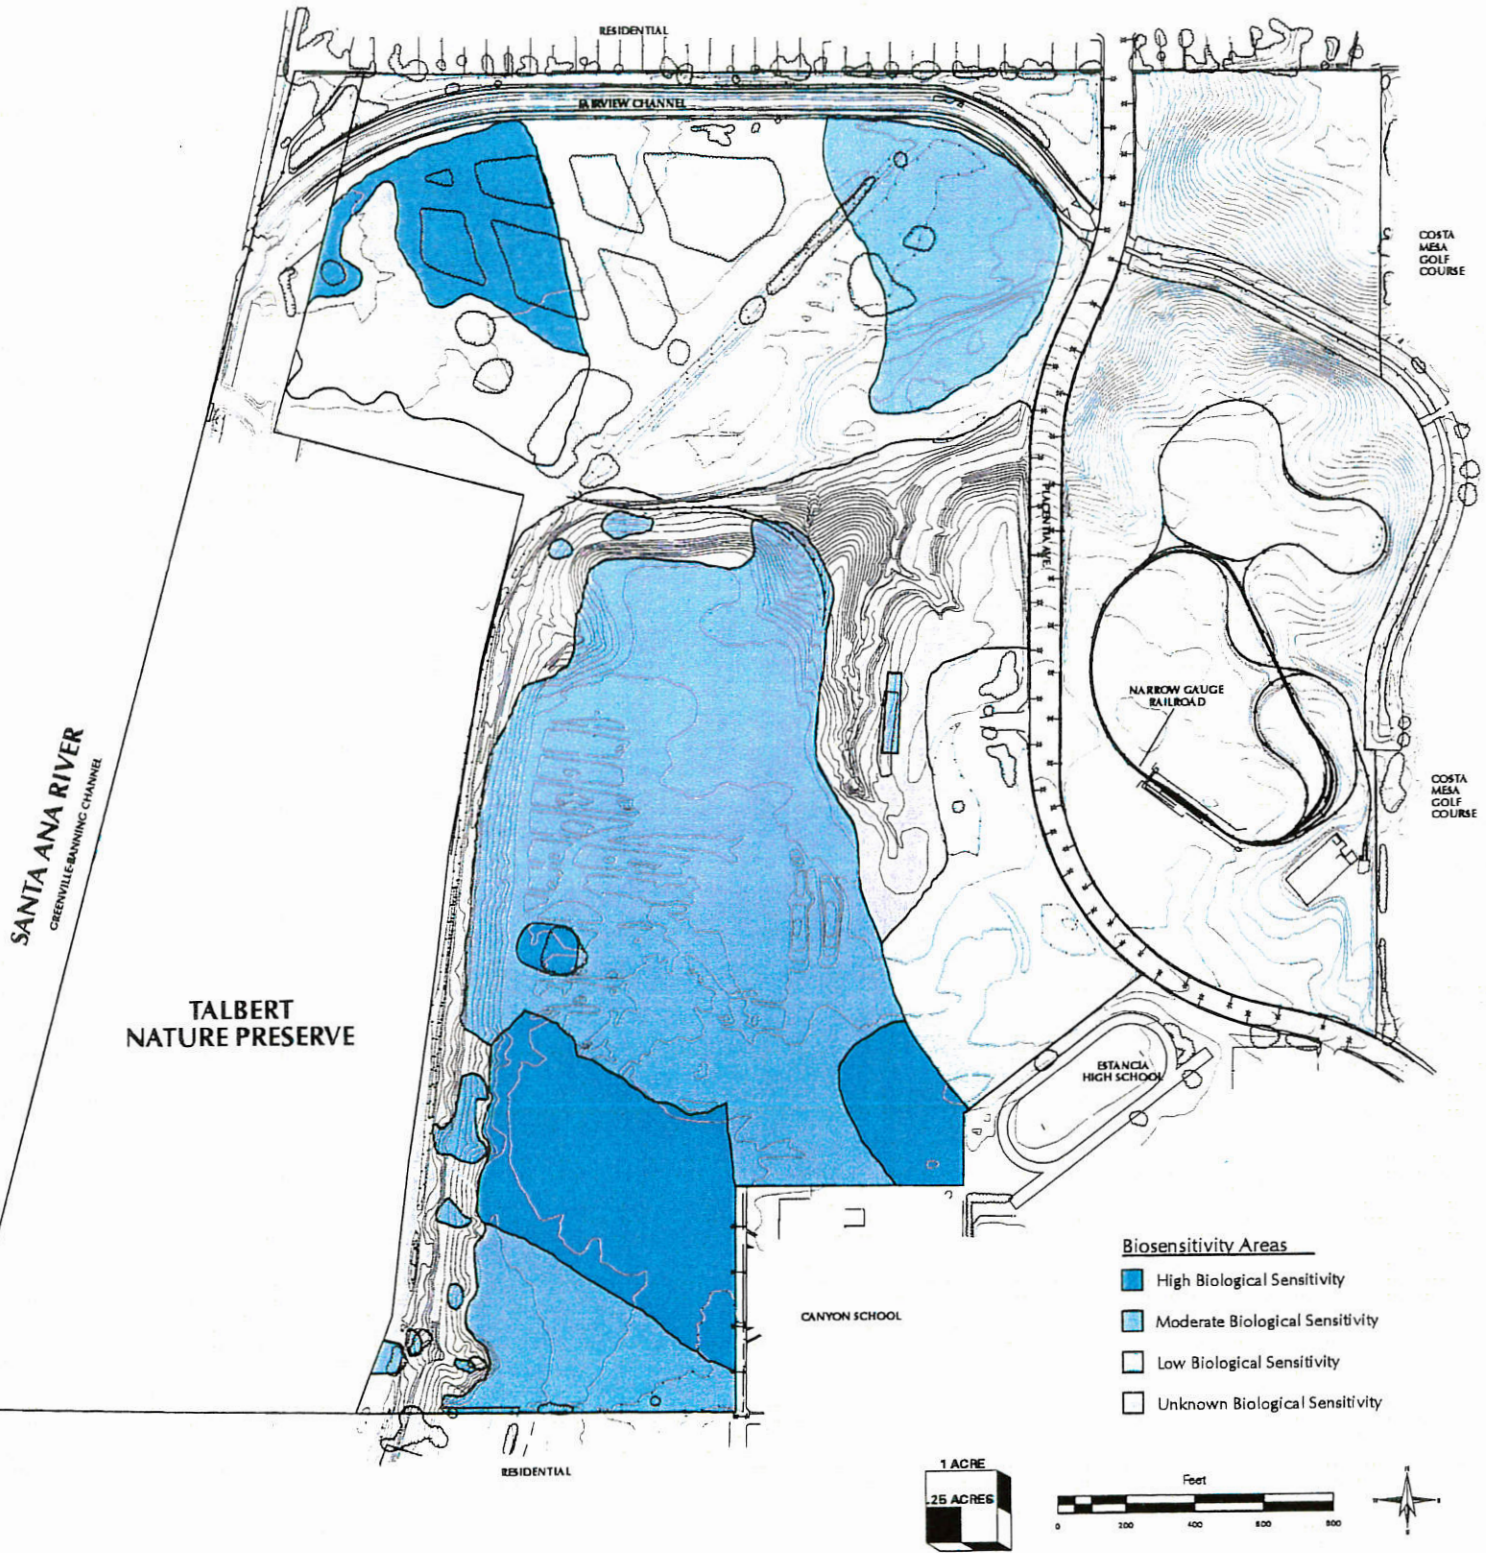 RESIDENTIAL
FAIRVIEW CHANNEL
COSTA
MESA
GOLF
COURSE
PLACENTIA AVE.
NARROW GAUGE
RAILROAD
SANTA ANA RIVER
GREENVILLE-BANNING CHANNEL
COSTA
MESA
GOLF
COURSE
TALBERT
NATURE PRESERVE
ESTANCIA
HIGH SCHOOL
CANYON SCHOOL
Biosensitivity Areas
High Biological Sensitivity
Moderate Biological Sensitivity
Low Biological Sensitivity
Unknown Biological Sensitivity
RESIDENTIAL
1 ACRE
.25 ACRES
Feet
0 200 400 600 800